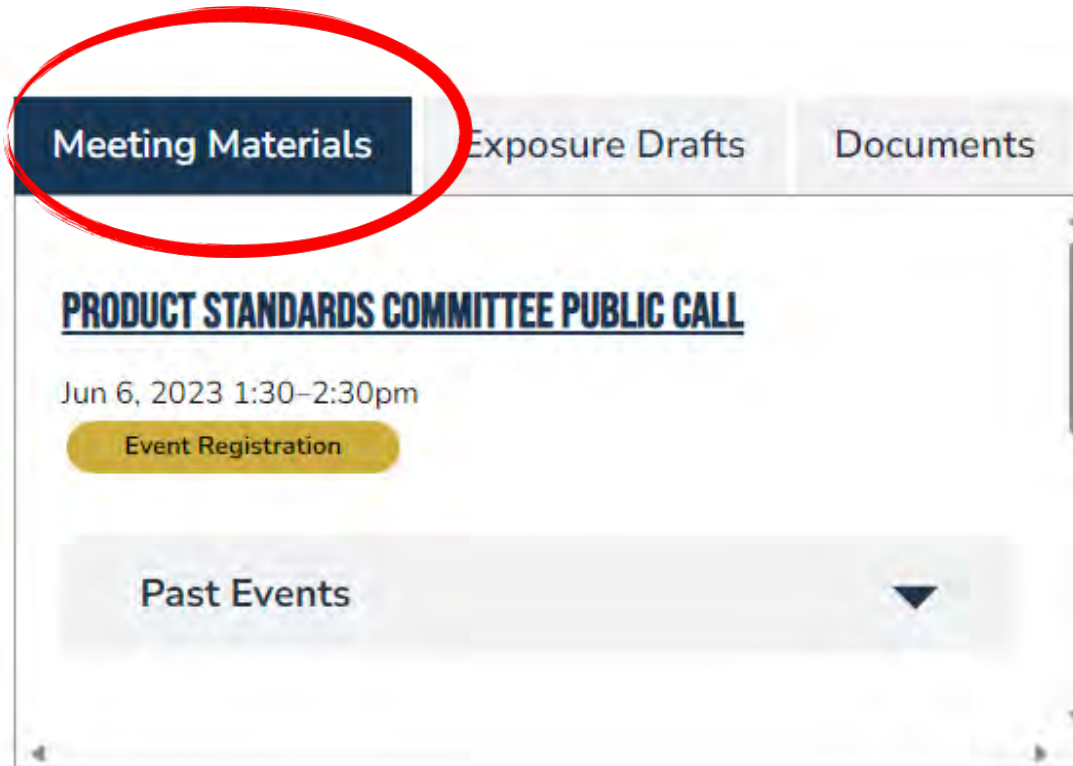 Meeting Materials Exposure Drafts Documents
PRODUCT STANDARDS COMMITTEE PUBLIC CALL
Jun 6, 2023 1:30–2:30pm
Event Registration
Past Events